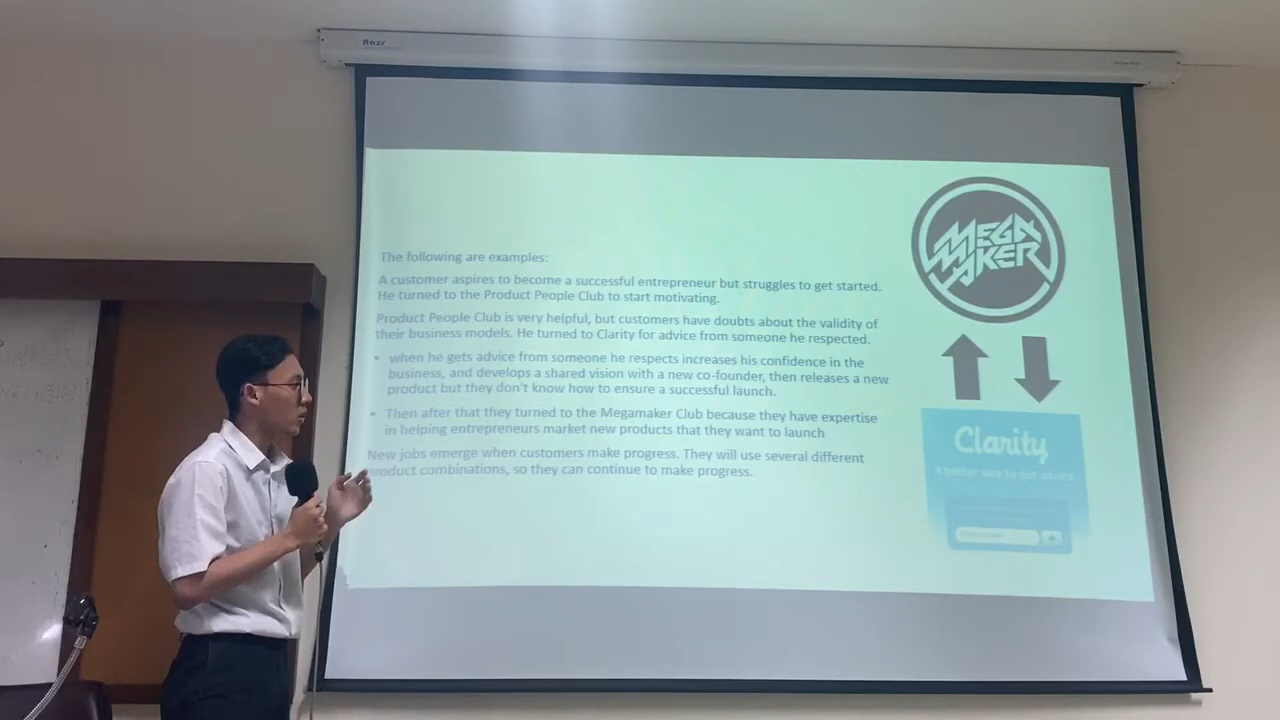 The following are examples:
A customer aspires to become a successful entrepreneur but struggles to get started.
He turned to the Product People Club to start motivating.
Product People Club is very helpful, but customers have doubts about the validity of
their business models. He turned to Clarity for advice from someone he respected.
• when he gets advice from someone he respects increases his confidence in the
business, and develops a shared vision with a new co-founder, then releases a new
product but they don't know how to ensure a successful launch.
• Then after that they turned to the Megamaker Club because they have expertise
in helping entrepreneurs market new products that they want to launch
New jobs emerge when customers make progress. They will use several different
product combinations, so they can continue to make progress.
MEGA
MAKER
Clarity
A better way to get advice